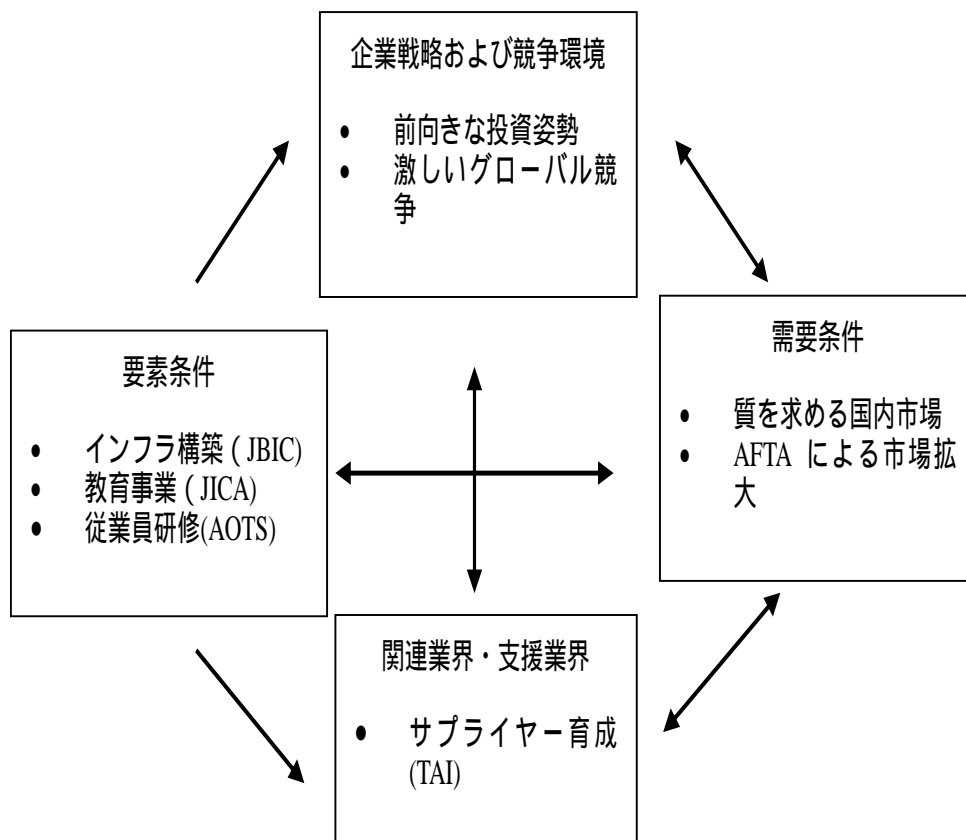 企業戦略および競争環境
● 前向きな投資姿勢
● 激しいグローバル競
争
要素条件
● インフラ構築 ( JBIC)
● 教育事業 ( JICA)
● 従業員研修(AOTS)
需要条件
● 質を求める国内市場
● AFTA による市場拡
大
関連業界・支援業界
● サプライヤー育成
(TAI)